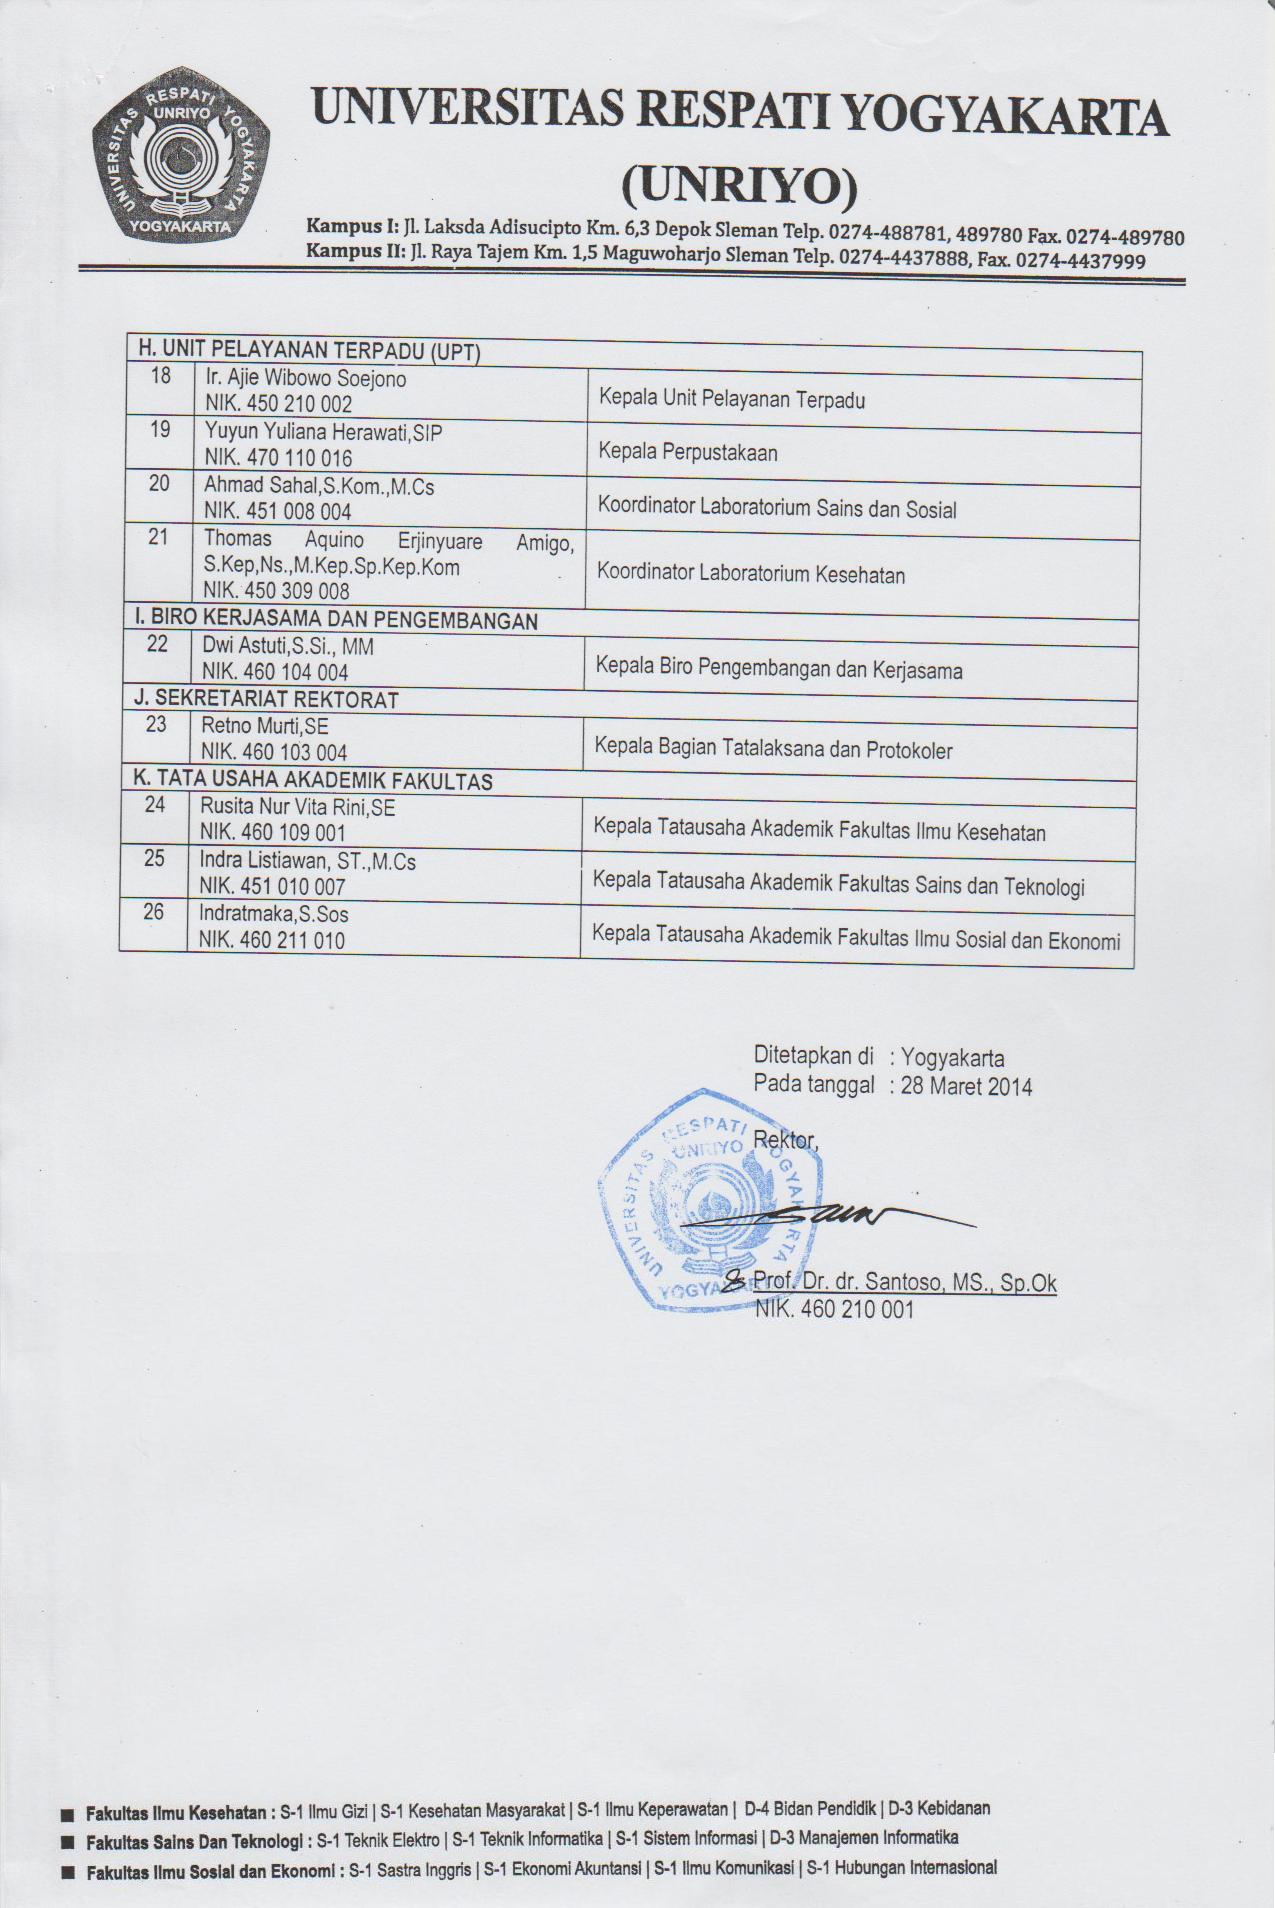 UNIVERSITAS RESPATI YOGYAKARTA
UNRIYO
YOGYAKARTA
UNIVERSITAS RESPATI YOGYAKARTA
(UNRIYO)
Kampus I: Jl. Laksda Adisucipto Km. 6,3 Depok Sleman Telp. 0274-488781, 489780 Fax. 0274-489780
Kampus II: Jl. Raya Tajem Km. 1,5 Maguwoharjo Sleman Telp. 0274-4437888, Fax. 0274-4437999
H. UNIT PELAYANAN TERPADU (UPT)
18 Ir. Ajie Wibowo Soejono
NIK. 450 210 002
Kepala Unit Pelayanan Terpadu
19 Yuyun Yuliana Herawati,SIP
NIK. 470 110 016
Kepala Perpustakaan
20 Ahmad Sahal,S.Kom.,M.Cs
NIK. 451 008 004
Koordinator Laboratorium Sains dan Sosial
21 Thomas Aquino Erjinyuare Amigo,
S.Kep,Ns.,M.Kep.Sp.Kep.Kom
NIK. 450 309 008
Koordinator Laboratorium Kesehatan
I. BIRO KERJASAMA DAN PENGEMBANGAN
22 Dwi Astuti,S.Si., MM
NIK. 460 104 004
Kepala Biro Pengembangan dan Kerjasama
J. SEKRETARIAT REKTORAT
23 Retno Murti,SE
NIK. 460 103 004
Kepala Bagian Tatalaksana dan Protokoler
K. TATA USAHA AKADEMIK FAKULTAS
24 Rusita Nur Vita Rini,SE
NIK. 460 109 001
Kepala Tatausaha Akademik Fakultas Ilmu Kesehatan
25 Indra Listiawan, ST.,M.Cs
NIK. 451 010 007
Kepala Tatausaha Akademik Fakultas Sains dan Teknologi
26 Indratmaka,S.Sos
NIK. 460 211 010
Kepala Tatausaha Akademik Fakultas Ilmu Sosial dan Ekonomi
Ditetapkan di : Yogyakarta
Pada tanggal : 28 Maret 2014
Rektor,
UNIVERSITAS RESPATI YOGYAKARTA
UNRIYO
YOGYAKARTA
Prof. Dr. dr. Santoso, MS., Sp.Ok
NIK. 460 210 001
■ Fakultas Ilmu Kesehatan : S-1 Ilmu Gizi | S-1 Kesehatan Masyarakat | S-1 Ilmu Keperawatan | D-4 Bidan Pendidik | D-3 Kebidanan
■ Fakultas Sains Dan Teknologi : S-1 Teknik Elektro | S-1 Teknik Informatika | S-1 Sistem Informasi | D-3 Manajemen Informatika
■ Fakultas Ilmu Sosial dan Ekonomi : S-1 Sastra Inggris | S-1 Ekonomi Akuntansi | S-1 Ilmu Komunikasi | S-1 Hubungan Internasional